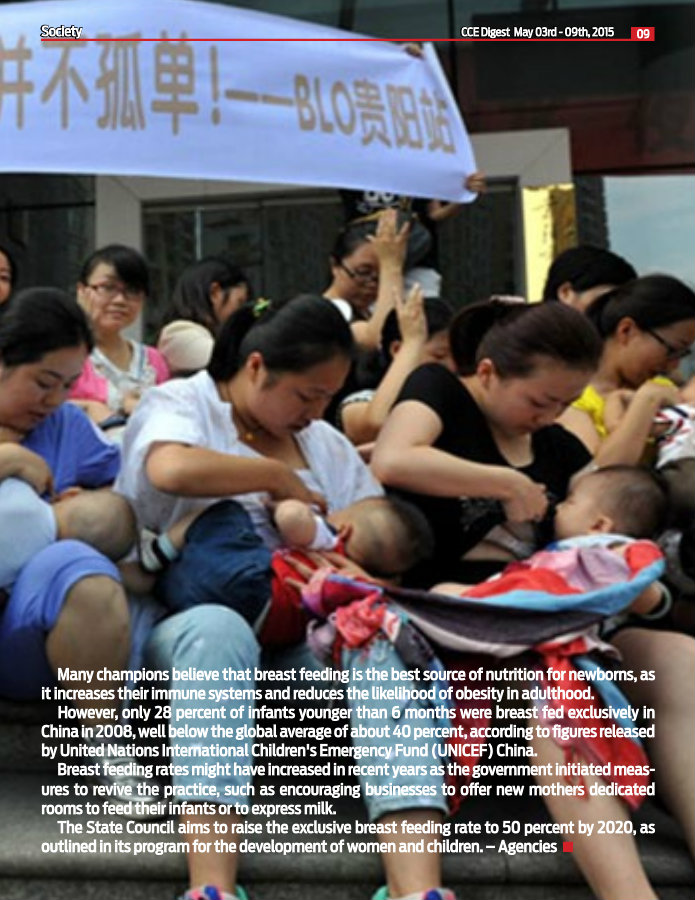 Society
CCE Digest May 03rd - 09th, 2015 09
并不孤单！——BLO贵阳站
Many champions believe that breast feeding is the best source of nutrition for newborns, as
it increases their immune systems and reduces the likelihood of obesity in adulthood.
However, only 28 percent of infants younger than 6 months were breast fed exclusively in
China in 2008, well below the global average of about 40 percent, according to figures released
by United Nations International Children's Emergency Fund (UNICEF) China.
Breast feeding rates might have increased in recent years as the government initiated meas-
ures to revive the practice, such as encouraging businesses to offer new mothers dedicated
rooms to feed their infants or to express milk.
The State Council aims to raise the exclusive breast feeding rate to 50 percent by 2020, as
outlined in its program for the development of women and children. – Agencies